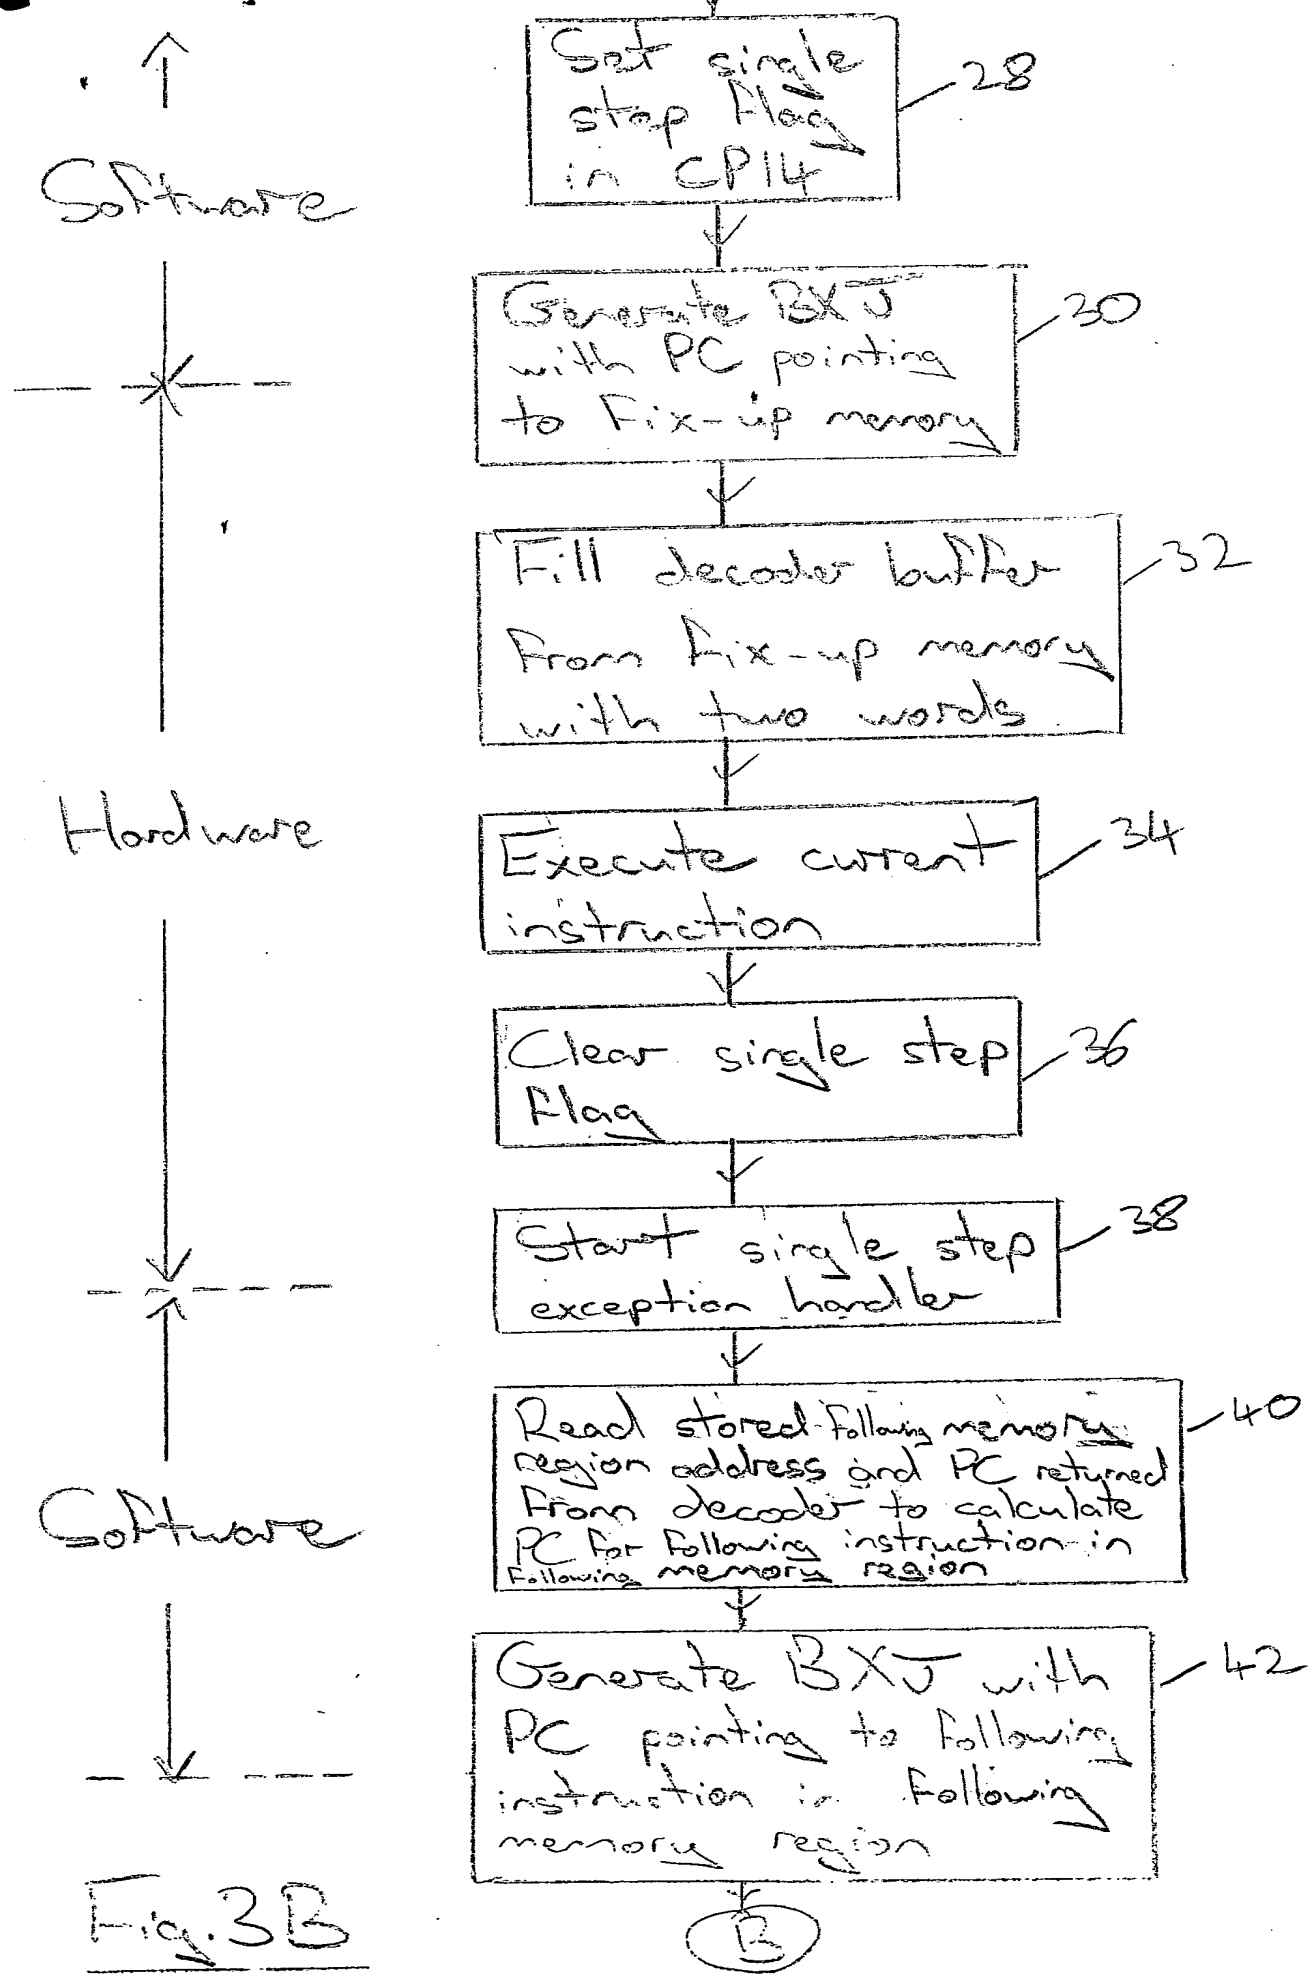 Set single
step flag
in CP14
28
Software
Generate BXJ
with PC pointing
to fix-up memory
30
Fill decoder buffer
from fix-up memory
with two words
32
Hardware
Execute current
instruction
34
Clear single step
flag
36
Start single step
exception handler
38
Read stored following memory
region address and PC returned
from decoder to calculate
PC for following instruction in
following memory region
40
Software
Generate BXJ with
PC pointing to following
instruction in following
memory region
42
Fig. 3B
B